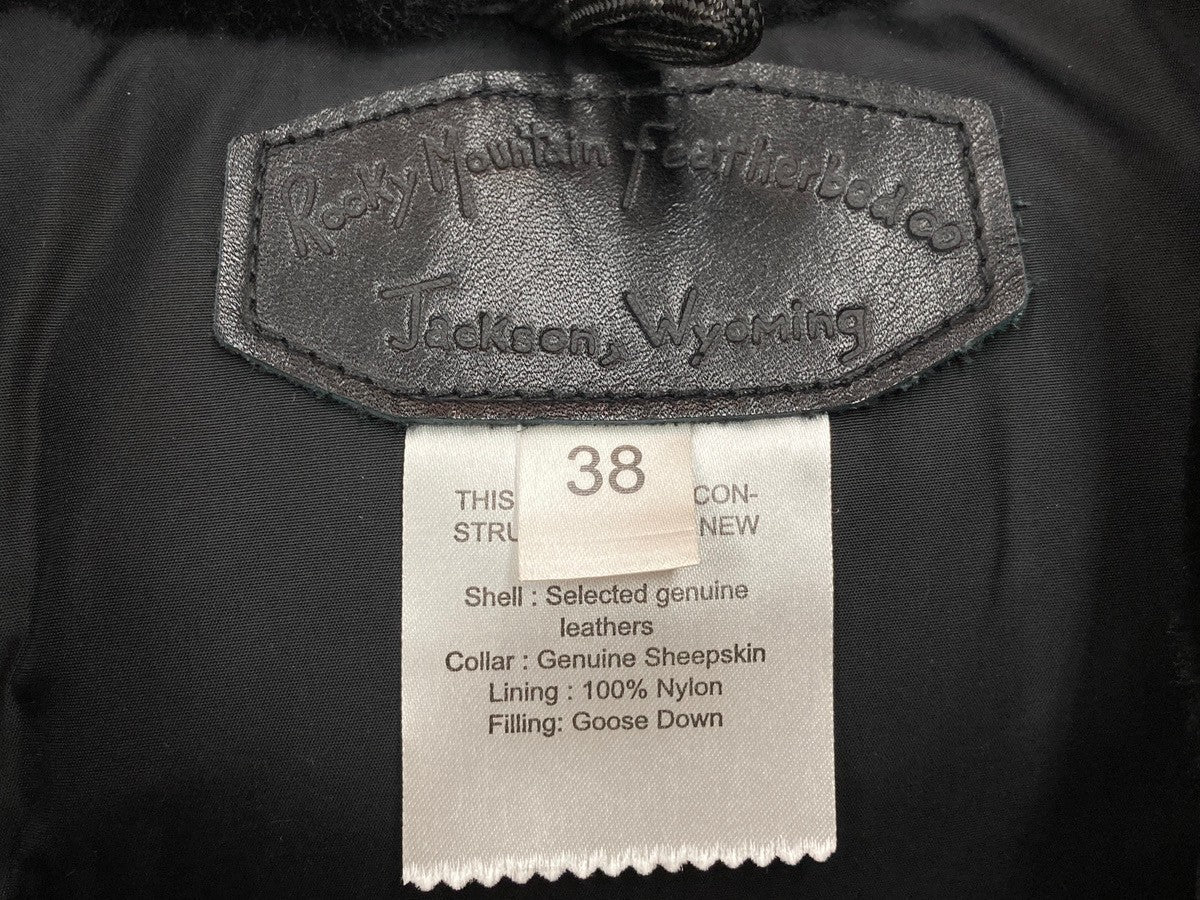 Rocky Mountain Featherbed co
Jackson, Wyoming
38
THIS CON-
STRU NEW
Shell : Selected genuine
leathers
Collar : Genuine Sheepskin
Lining : 100% Nylon
Filling: Goose Down